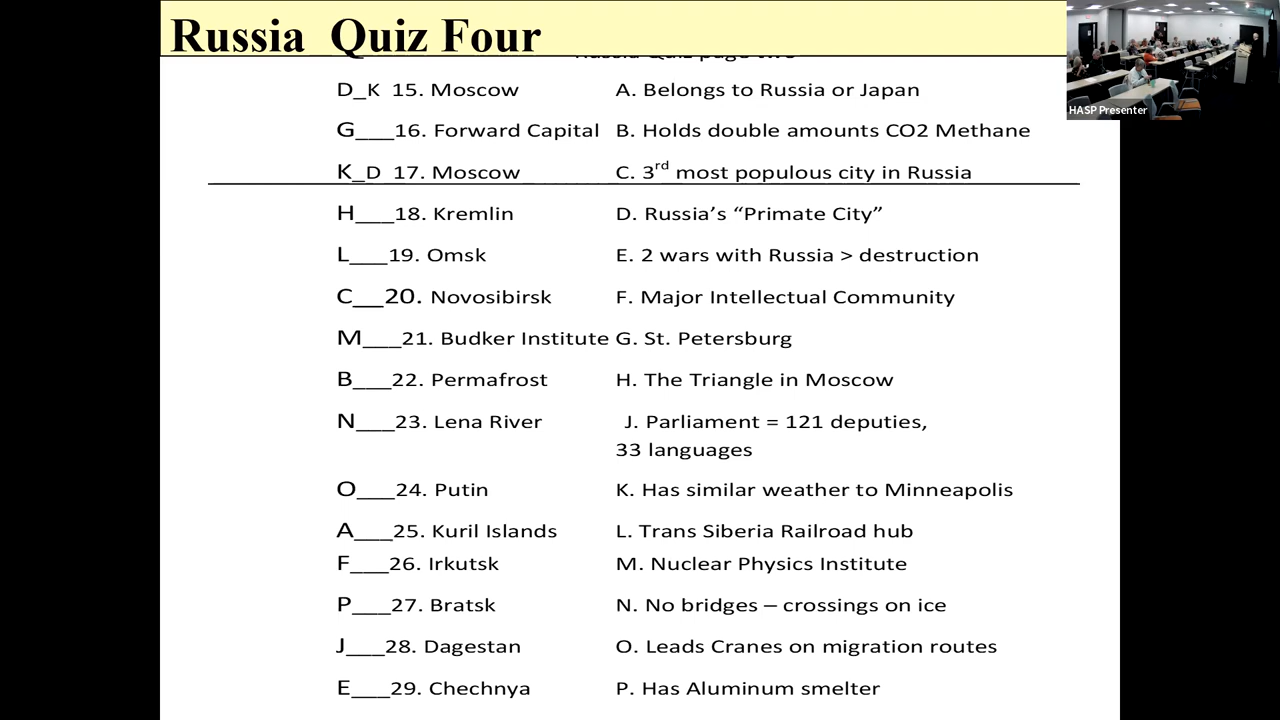 Russia Quiz Four
D_K 15. Moscow A. Belongs to Russia or Japan
G___16. Forward Capital B. Holds double amounts CO2 Methane
K_D 17. Moscow C. 3rd most populous city in Russia
H___18. Kremlin D. Russia’s “Primate City”
L___19. Omsk E. 2 wars with Russia > destruction
C__20. Novosibirsk F. Major Intellectual Community
M___21. Budker Institute G. St. Petersburg
B___22. Permafrost H. The Triangle in Moscow
N___23. Lena River J. Parliament = 121 deputies,
33 languages
O___24. Putin K. Has similar weather to Minneapolis
A___25. Kuril Islands L. Trans Siberia Railroad hub
F___26. Irkutsk M. Nuclear Physics Institute
P___27. Bratsk N. No bridges – crossings on ice
J___28. Dagestan O. Leads Cranes on migration routes
E___29. Chechnya P. Has Aluminum smelter
HASP Presenter